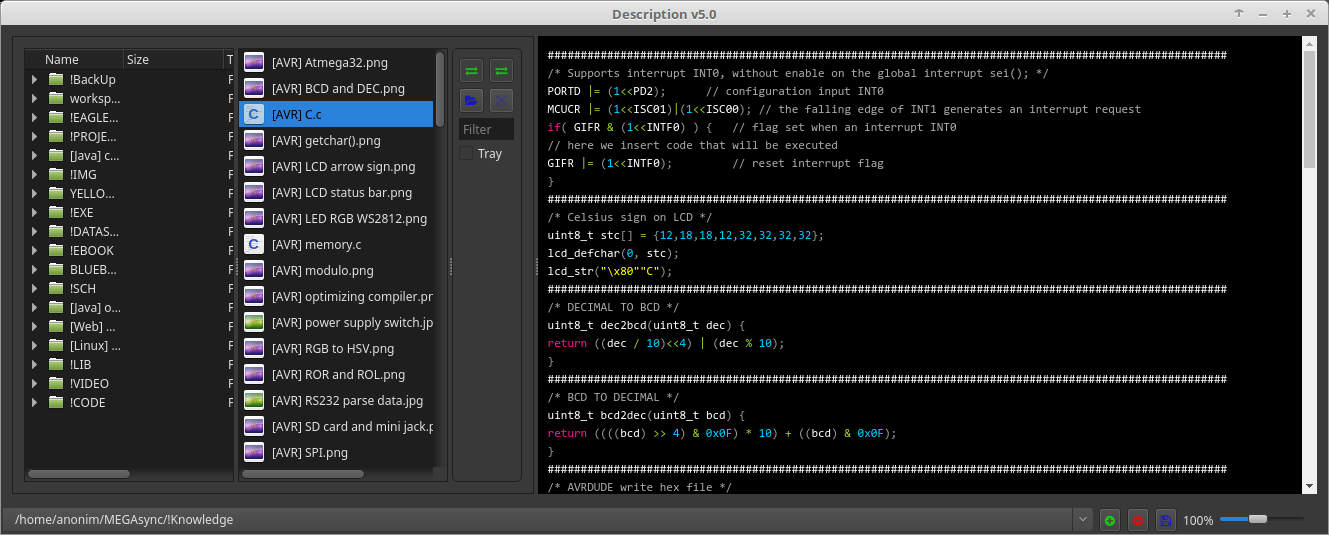 Description v5.0
Name Size T
!BackUp F
worksp... F
!EAGLE... F
!PROJE... F
[Java] c... F
!IMG F
YELLO... F
!EXE F
!DATAS... F
!EBOOK F
BLUEB... F
!SCH F
[Java] o... F
[Web] ... F
[Linux] ... F
!LIB F
!VIDEO F
!CODE F
[AVR] Atmega32.png
[AVR] BCD and DEC.png
[AVR] C.c
[AVR] getchar().png
[AVR] LCD arrow sign.png
[AVR] LCD status bar.png
[AVR] LED RGB WS2812.png
[AVR] memory.c
[AVR] modulo.png
[AVR] optimizing compiler.pr
[AVR] power supply switch.jp
[AVR] RGB to HSV.png
[AVR] ROR and ROL.png
[AVR] RS232 parse data.jpg
[AVR] SD card and mini jack.p
[AVR] SPI.png
Filter
Tray
/* Supports interrupt INT0, without enable on the global interrupt sei(); */
PORTD |= (1<<PD2); // configuration input INT0
MCUCR |= (1<<ISC01)|(1<<ISC00); // the falling edge of INT1 generates an interrupt request
if( GIFR & (1<<INTF0) ) { // flag set when an interrupt INT0
// here we insert code that will be executed
GIFR |= (1<<INTF0); // reset interrupt flag
}
/* Celsius sign on LCD */
uint8_t stc[] = {12,18,18,12,32,32,32,32};
lcd_defchar(0, stc);
lcd_str("\x80""C");
/* DECIMAL TO BCD */
uint8_t dec2bcd(uint8_t dec) {
return ((dec / 10)<<4) | (dec % 10);
}
/* BCD TO DECIMAL */
uint8_t bcd2dec(uint8_t bcd) {
return ((((bcd) >> 4) & 0x0F) * 10) + ((bcd) & 0x0F);
}
/* AVRDUDE write hex file */
/home/anonim/MEGAsync/!Knowledge
100%